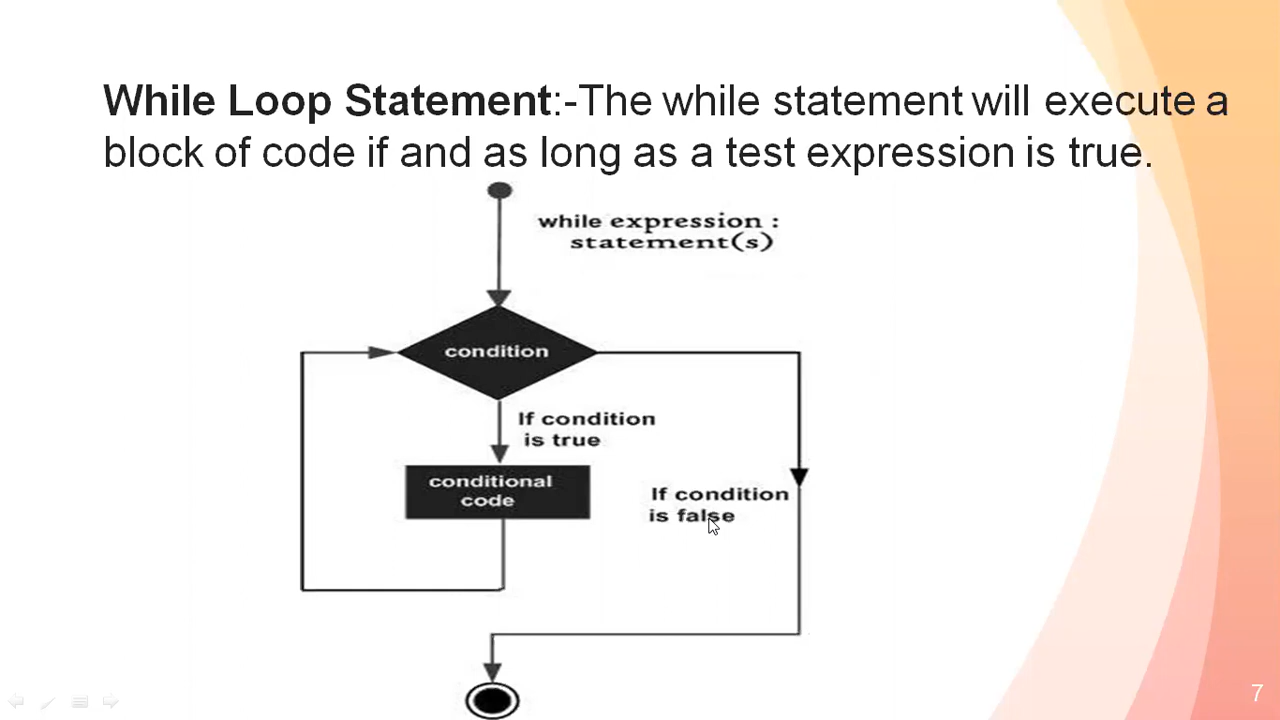 While Loop Statement:-The while statement will execute a
block of code if and as long as a test expression is true.
while expression :
statement(s)
condition
If condition
is true
conditional
code
If condition
is false
7